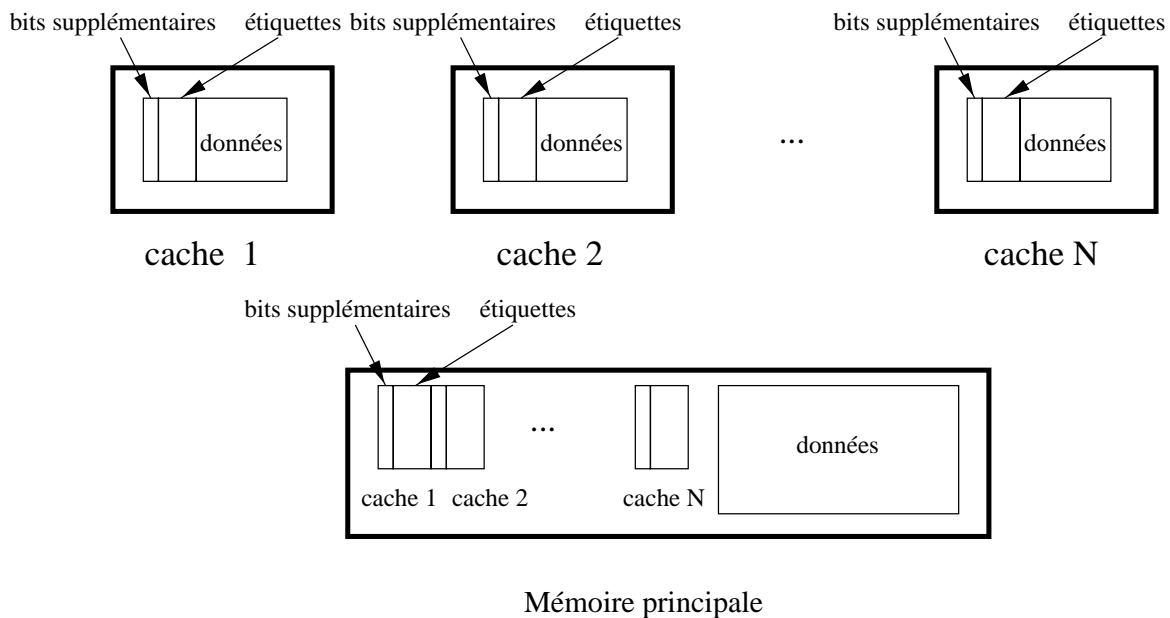 bits supplémentaires étiquettes bits supplémentaires étiquettes bits supplémentaires étiquettes
données données ... données
cache 1 cache 2 cache N
bits supplémentaires étiquettes
... données
cache 1 cache 2 cache N
Mémoire principale